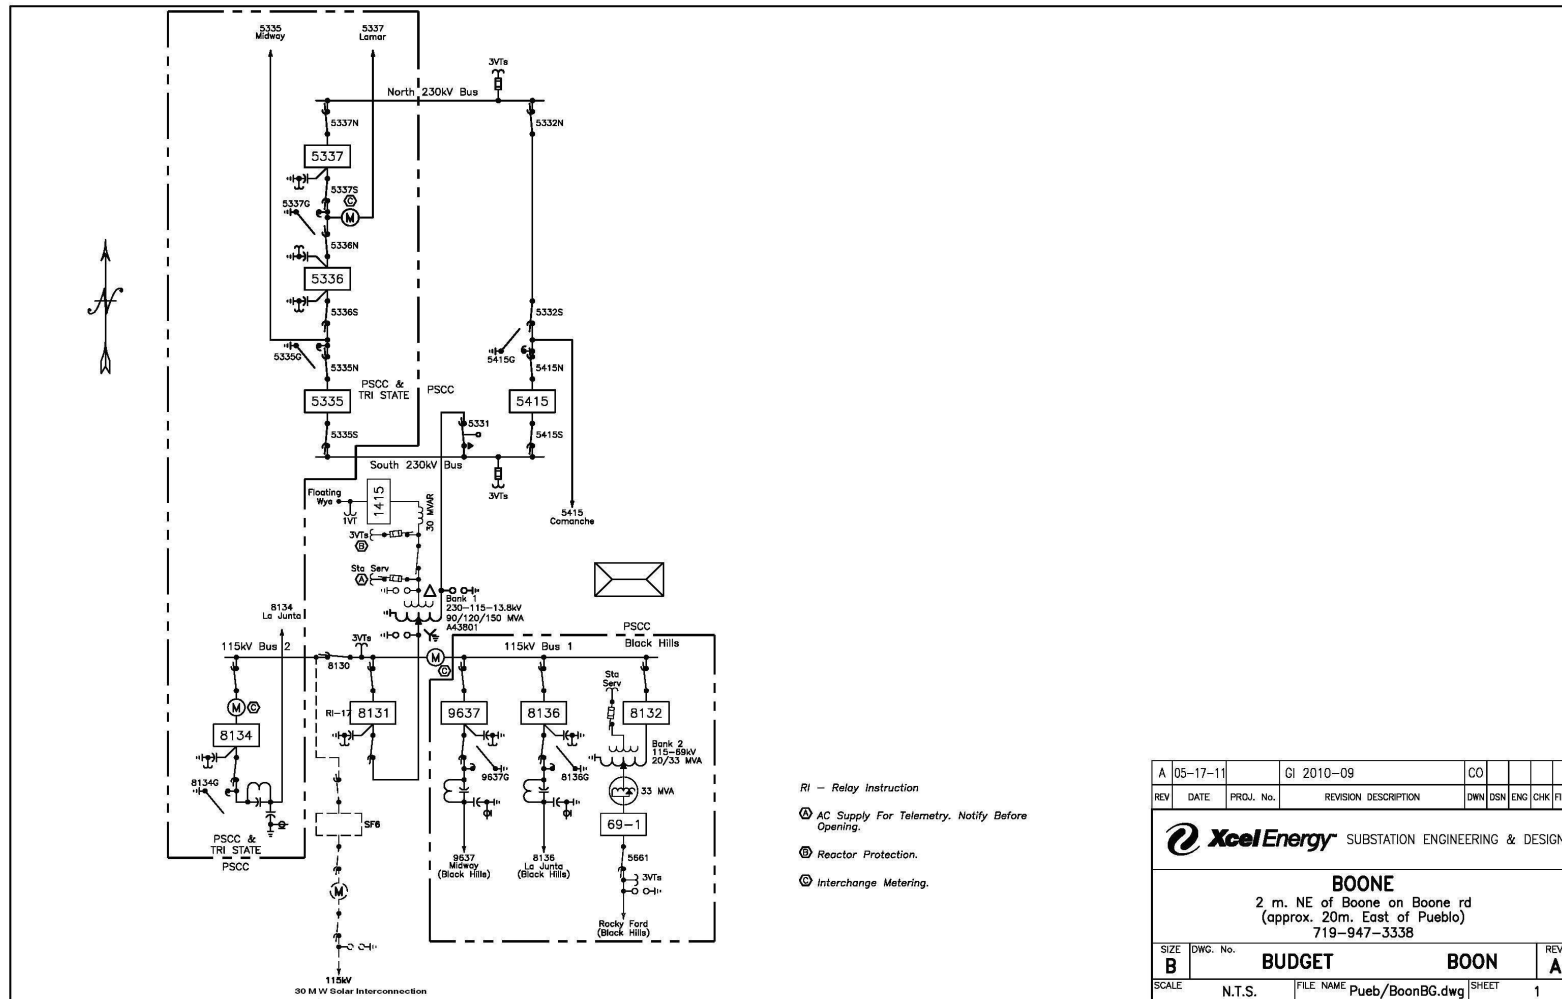 5335
Midway
5337
Lamar
3VTs
North 230kV Bus
5337N
5332N
5337
5337S
C
5337G
M
5336N
5336
5336S
5332S
5335G
5415G
5335N
5415N
PSCC &
TRI STATE
PSCC
5335
5415
5331
5335S
5415S
South 230kV Bus
3VTs
Floating
Wye
1415
1VT
30 MVAR
5415
Comanche
3VTs
B
Sta Serv
A
Bank 1
230-115-13.8kV
90/120/150 MVA
A43801
8134
La Junta
PSCC
Black Hills
115kV Bus 2
3VTs
8130
M
C
115kV Bus 1
Sta
Serv
M
C
RI-17
8131
9637
8136
8132
8134
Bank 2
115-69kV
20/33 MVA
8134G
9637G
8136G
33 MVA
SF6
69-1
PSCC &
TRI STATE
PSCC
9637
Midway
(Black Hills)
8136
La Junta
(Black Hills)
5661
3VTs
M
Rocky Ford
(Black Hills)
115kV
30 M W Solar Interconnection
RI - Relay Instruction
A AC Supply For Telemetry. Notify Before
Opening.
B Reactor Protection.
C Interchange Metering.
A 05-17-11 GI 2010-09 CO
REV DATE PROJ. No. REVISION DESCRIPTION DWN DSN ENG CHK FI
Xcel Energy SUBSTATION ENGINEERING & DESIGN
BOONE
2 m. NE of Boone on Boone rd
(approx. 20m. East of Pueblo)
719-947-3338
SIZE DWG. No. REV
B BUDGET BOON A
SCALE N.T.S. FILE NAME Pueb/BoonBG.dwg SHEET 1
N